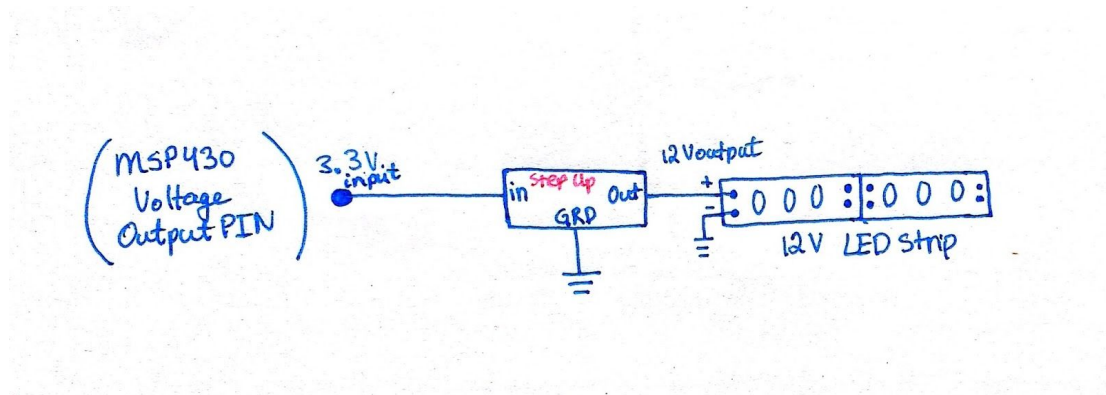 MSP430
Voltage
Output PIN
3.3V
input
in
Step Up
Out
GRD
12Voutput
+
-
12V LED Strip